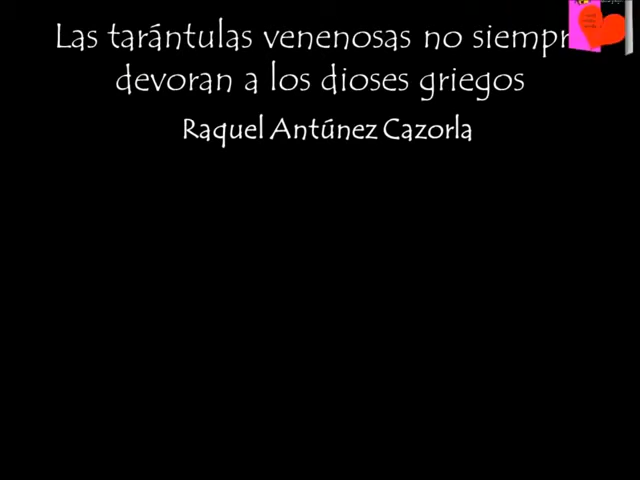 Las tarántulas venenosas no siempr
devoran a los dioses griegos
Raquel Antúnez Cazorla